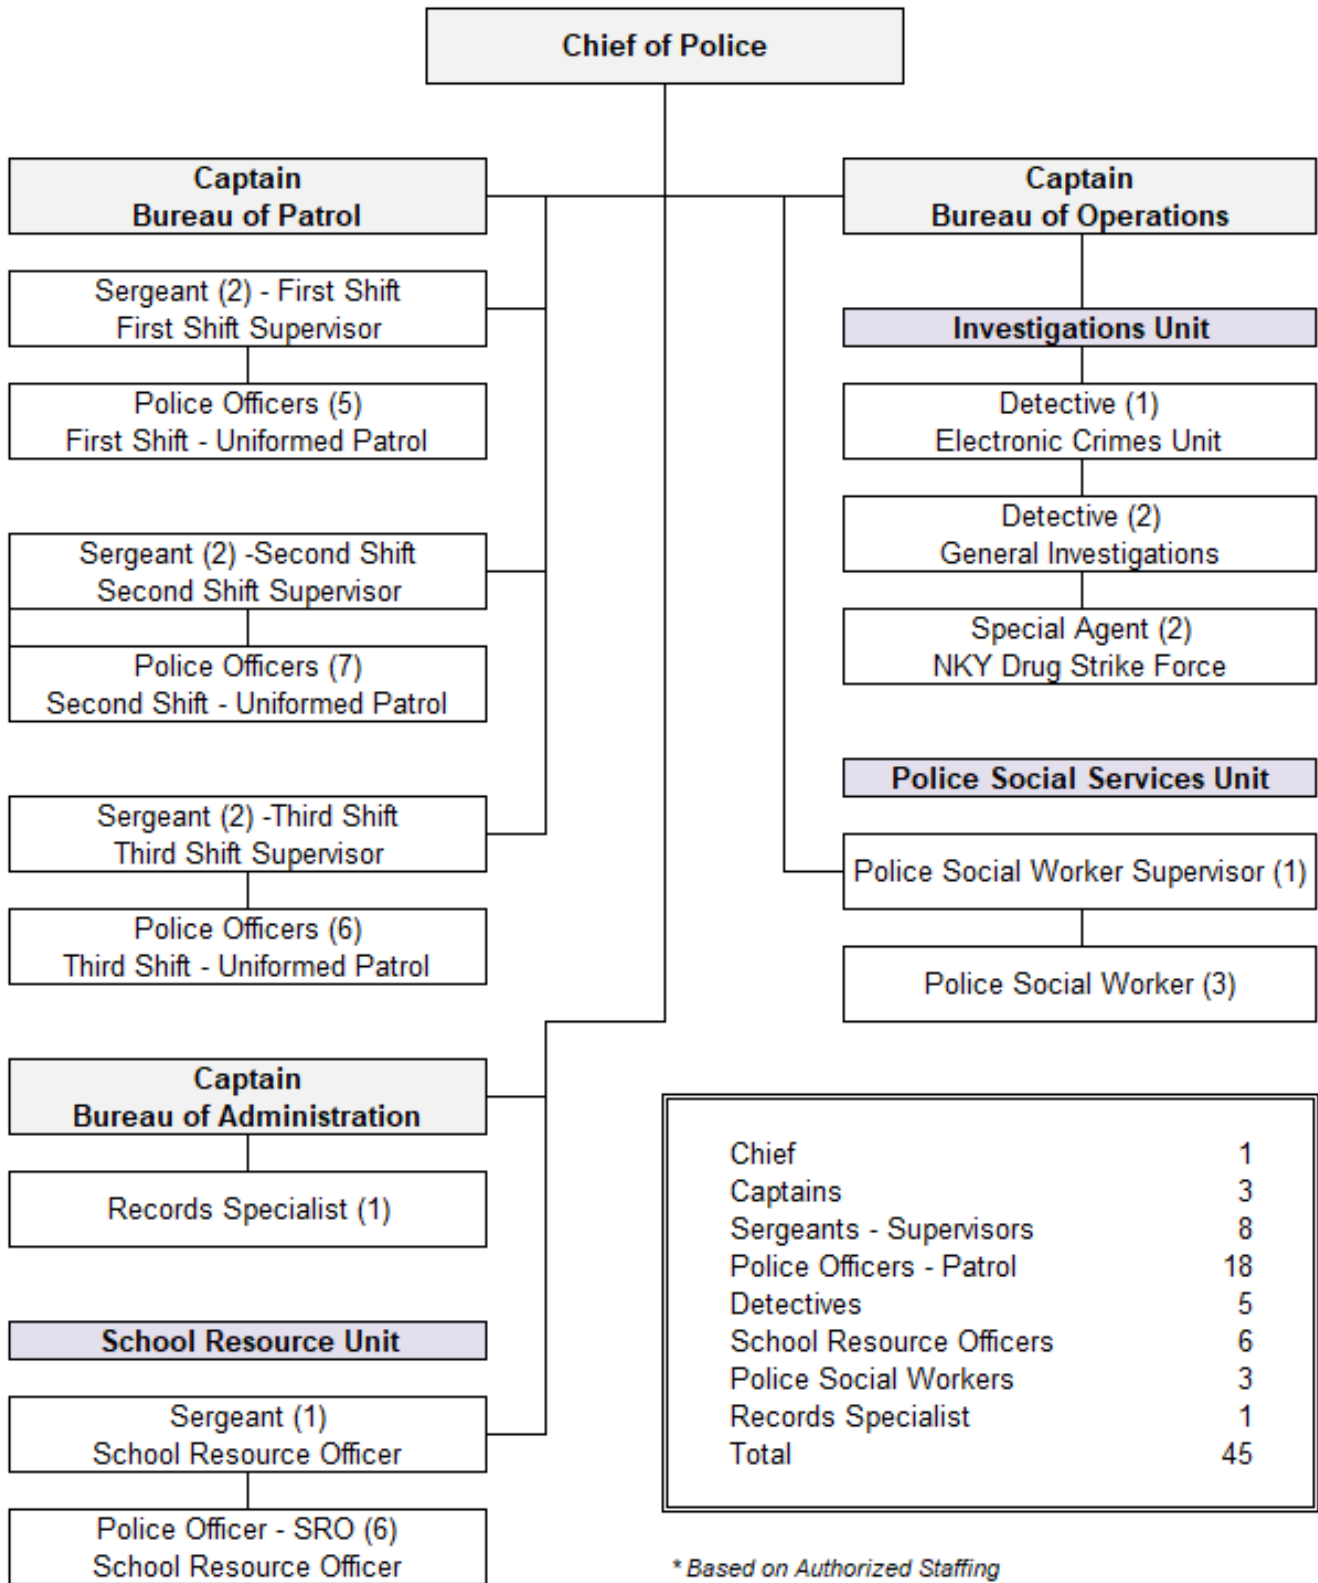 Chief of Police
Captain
Bureau of Patrol
Sergeant (2) - First Shift
First Shift Supervisor
Police Officers (5)
First Shift - Uniformed Patrol
Sergeant (2) -Second Shift
Second Shift Supervisor
Police Officers (7)
Second Shift - Uniformed Patrol
Sergeant (2) -Third Shift
Third Shift Supervisor
Police Officers (6)
Third Shift - Uniformed Patrol
Captain
Bureau of Operations
Investigations Unit
Detective (1)
Electronic Crimes Unit
Detective (2)
General Investigations
Special Agent (2)
NKY Drug Strike Force
Police Social Services Unit
Police Social Worker Supervisor (1)
Police Social Worker (3)
Captain
Bureau of Administration
Records Specialist (1)
School Resource Unit
Sergeant (1)
School Resource Officer
Police Officer - SRO (6)
School Resource Officer
Chief 1
Captains 3
Sergeants - Supervisors 8
Police Officers - Patrol 18
Detectives 5
School Resource Officers 6
Police Social Workers 3
Records Specialist 1
Total 45
* Based on Authorized Staffing